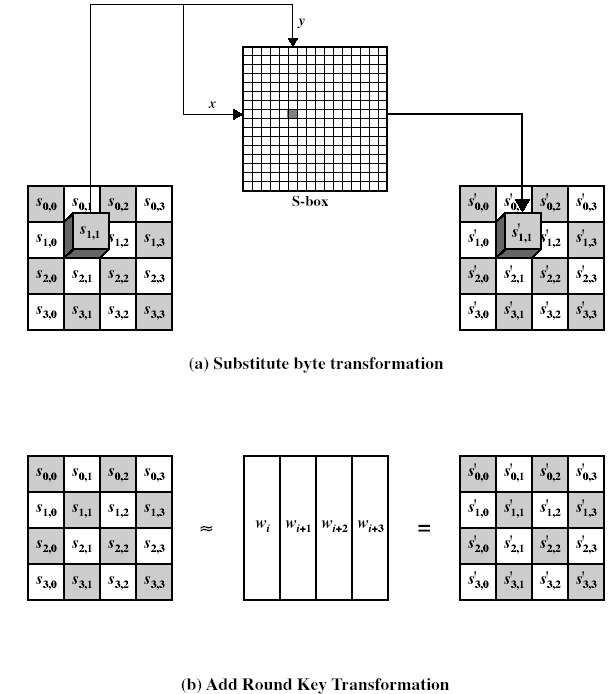 y
x
S-box
s0,0 s0,1 s0,2 s0,3
s1,0 s1,1 s1,2 s1,3
s2,0 s2,1 s2,2 s2,3
s3,0 s3,1 s3,2 s3,3
s'0,0 s'0,1 s'0,2 s'0,3
s'1,0 s'1,1 s'1,2 s'1,3
s'2,0 s'2,1 s'2,2 s'2,3
s'3,0 s'3,1 s'3,2 s'3,3
(a) Substitute byte transformation
s0,0 s0,1 s0,2 s0,3
s1,0 s1,1 s1,2 s1,3
s2,0 s2,1 s2,2 s2,3
s3,0 s3,1 s3,2 s3,3
≈
wi wi+1 wi+2 wi+3
=
s'0,0 s'0,1 s'0,2 s'0,3
s'1,0 s'1,1 s'1,2 s'1,3
s'2,0 s'2,1 s'2,2 s'2,3
s'3,0 s'3,1 s'3,2 s'3,3
(b) Add Round Key Transformation